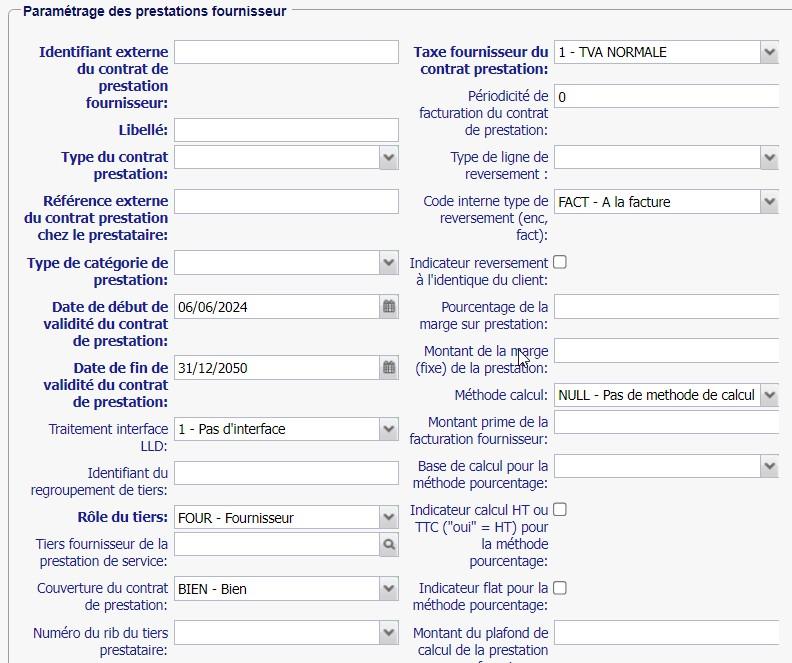 Paramétrage des prestations fournisseur
Identifiant externe
du contrat de
prestation
fournisseur:
Libellé:
Type du contrat
prestation:
Référence externe
du contrat prestation
chez le prestataire:
Type de catégorie de
prestation:
Date de début de
validité du contrat
de prestation:
06/06/2024
Date de fin de
validité du contrat
de prestation:
31/12/2050
Traitement interface
LLD:
1 - Pas d'interface
Identifiant du
regroupement de tiers:
Rôle du tiers:
FOUR - Fournisseur
Tiers fournisseur de la
prestation de service:
Couverture du contrat
de prestation:
BIEN - Bien
Numéro du rib du tiers
prestataire:
Taxe fournisseur du
contrat prestation:
1 - TVA NORMALE
Périodicité de
facturation du contrat
de prestation:
0
Type de ligne de
reversement :
Code interne type de
reversement (enc,
fact):
FACT - A la facture
Indicateur reversement
à l'identique du client:
Pourcentage de la
marge sur prestation:
Montant de la marge
(fixe) de la prestation:
Méthode calcul:
NULL - Pas de methode de calcul
Montant prime de la
facturation fournisseur:
Base de calcul pour la
méthode pourcentage:
Indicateur calcul HT ou
TTC ("oui" = HT) pour
la méthode
pourcentage:
Indicateur flat pour la
méthode pourcentage:
Montant du plafond de
calcul de la prestation